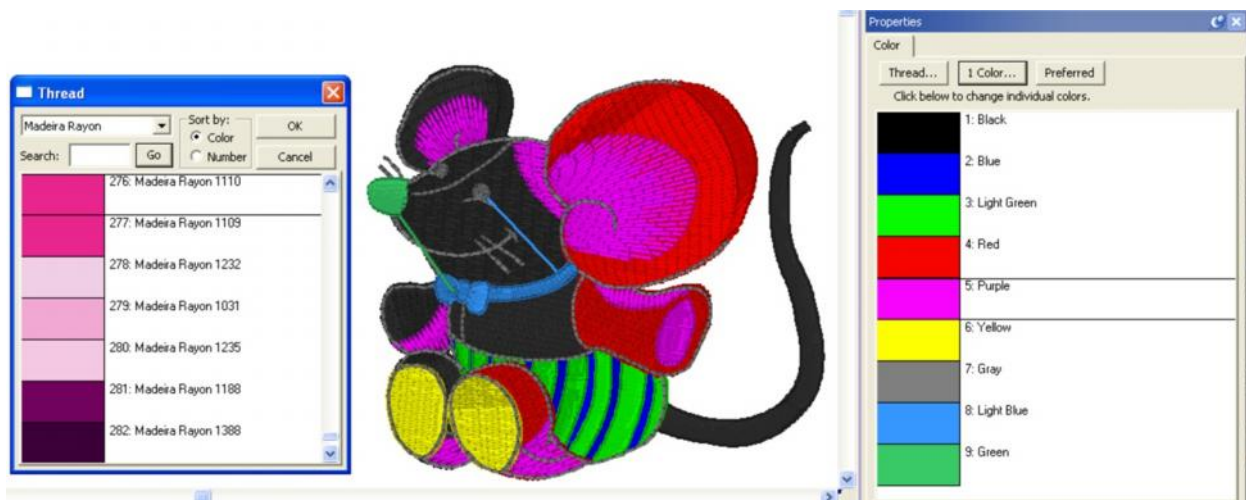 Thread
Madeira Rayon
Sort by:
Color
Number
OK
Search:
Go
Cancel
276: Madeira Rayon 1110
277: Madeira Rayon 1109
278: Madeira Rayon 1232
279: Madeira Rayon 1031
280: Madeira Rayon 1235
281: Madeira Rayon 1188
282: Madeira Rayon 1388
Properties
Color
Thread... 1 Color... Preferred
Click below to change individual colors.
1: Black
2: Blue
3: Light Green
4: Red
5: Purple
6: Yellow
7: Gray
8: Light Blue
9: Green